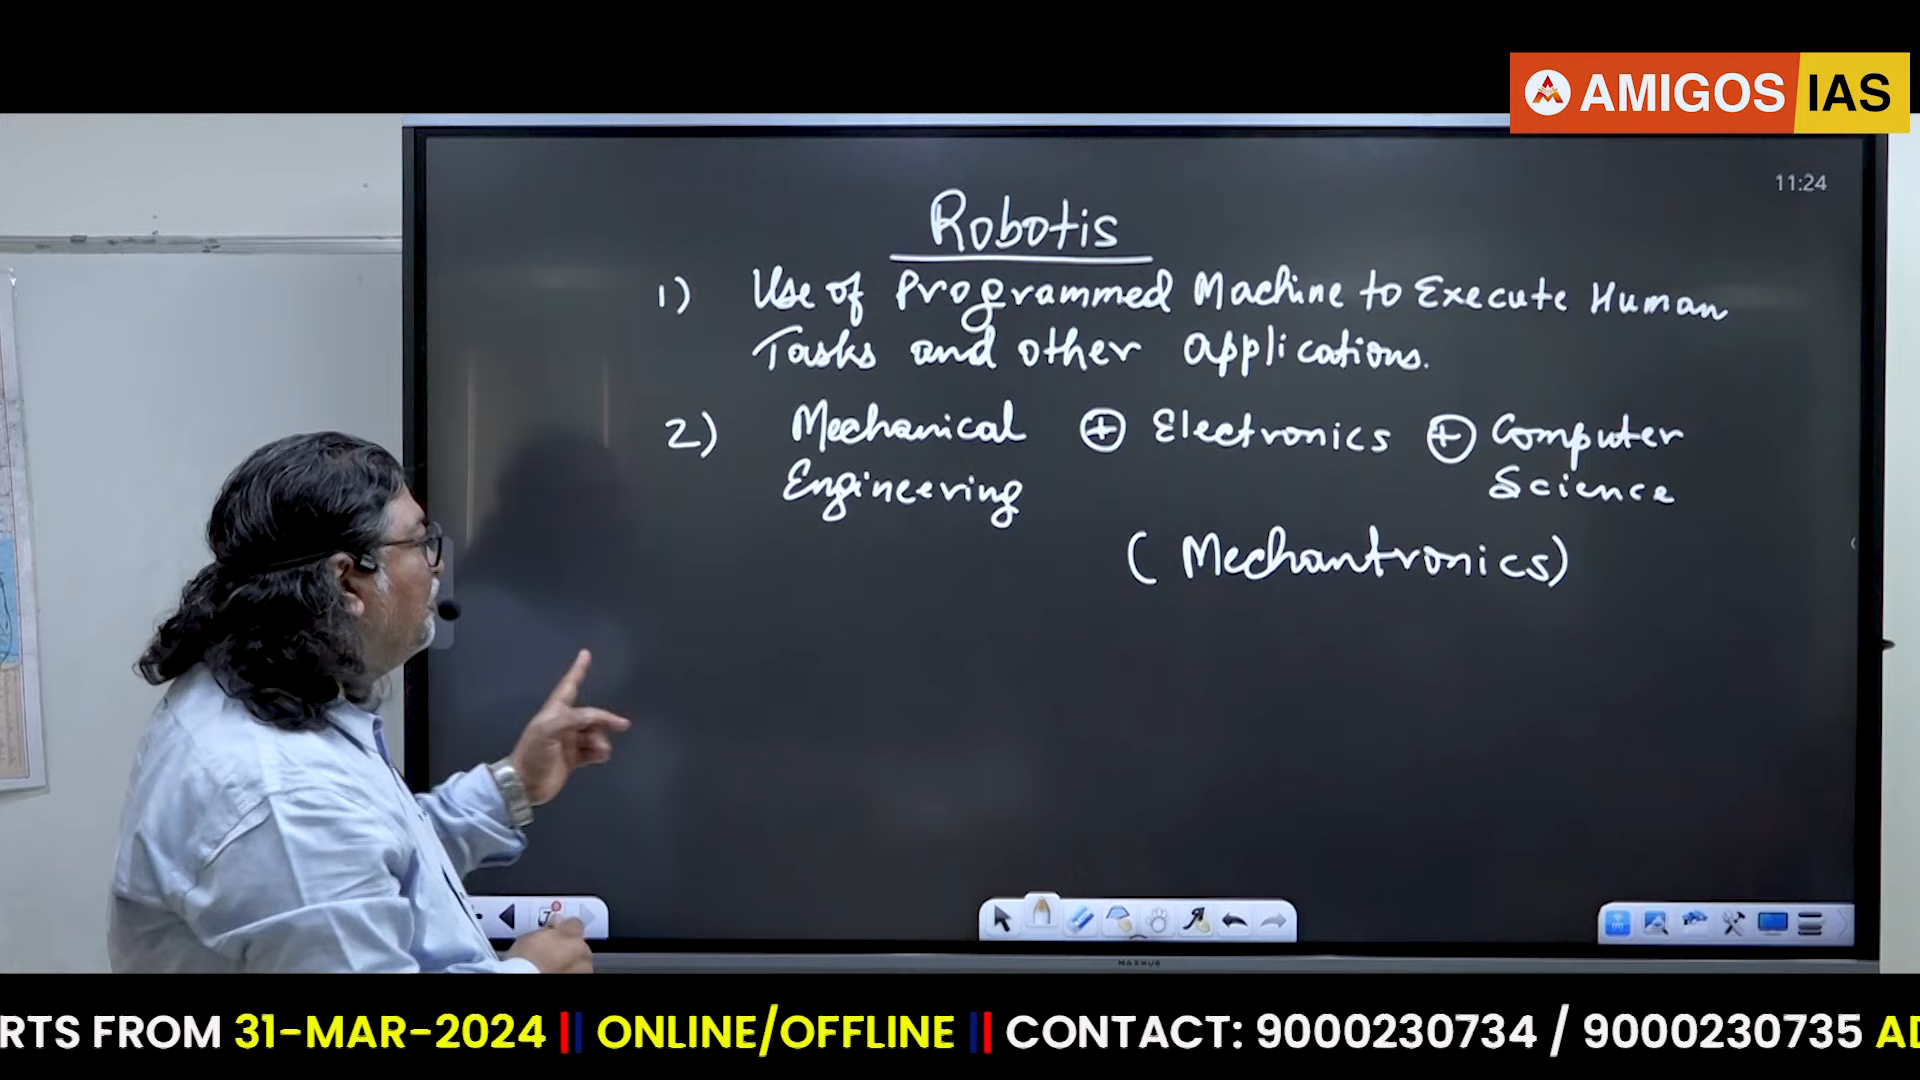 AMIGOS IAS
11:24
Robotis
1) Use of Programmed Machine to Execute Human
Tasks and other Applications.
2) Mechanical + Electronics + Computer
Engineering Science
(Mechantronics)
MAXHUB
RTS FROM 31-MAR-2024 || ONLINE/OFFLINE || CONTACT: 9000230734 / 9000230735 AD